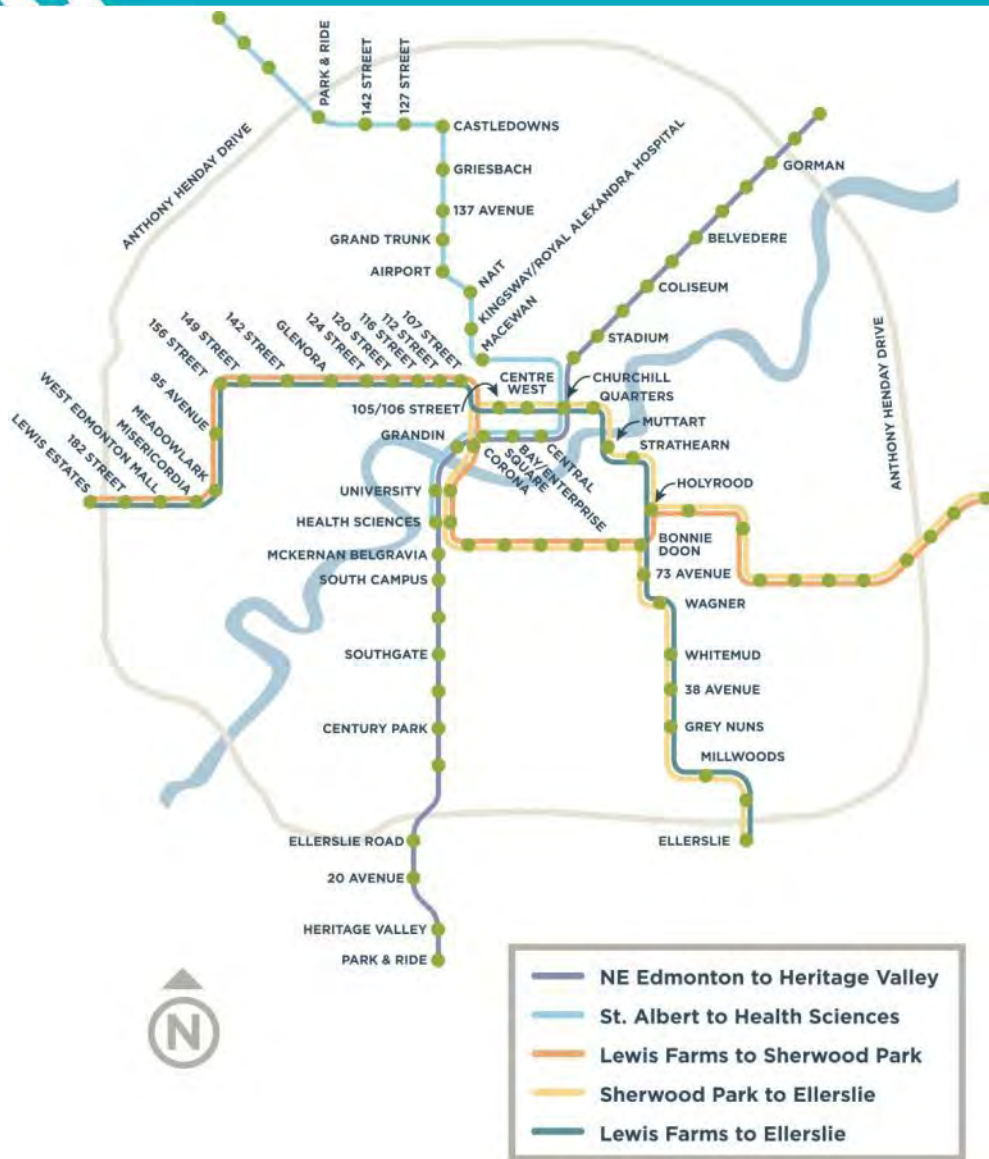 PARK & RIDE
142 STREET
127 STREET
CASTLEDOWNS
GRIESBACH
137 AVENUE
GRAND TRUNK
AIRPORT
NAIT
KINGSWAY/ROYAL ALEXANDRA HOSPITAL
MACEWAN
ANTHONY HENDAY DRIVE
GORMAN
BELVEDERE
COLISEUM
STADIUM
ANTHONY HENDAY DRIVE
LEWIS ESTATES
182 STREET
WEST EDMONTON MALL
MISERICORDIA
MEADOWLARK
95 AVENUE
156 STREET
149 STREET
142 STREET
GLENORA
124 STREET
120 STREET
116 STREET
112 STREET
107 STREET
105/106 STREET
CENTRE
WEST
CHURCHILL
QUARTERS
MUTTART
STRATHEARN
HOLYROOD
GRANDIN
CORONA
BAY/ENTERPRISE
SQUARE
CENTRAL
UNIVERSITY
HEALTH SCIENCES
MCKERNAN BELGRAVIA
SOUTH CAMPUS
SOUTHGATE
CENTURY PARK
ELLERSLIE ROAD
20 AVENUE
HERITAGE VALLEY
PARK & RIDE
BONNIE
DOON
73 AVENUE
WAGNER
WHITEMUD
38 AVENUE
GREY NUNS
MILLWOODS
ELLERSLIE
N
NE Edmonton to Heritage Valley
St. Albert to Health Sciences
Lewis Farms to Sherwood Park
Sherwood Park to Ellerslie
Lewis Farms to Ellerslie